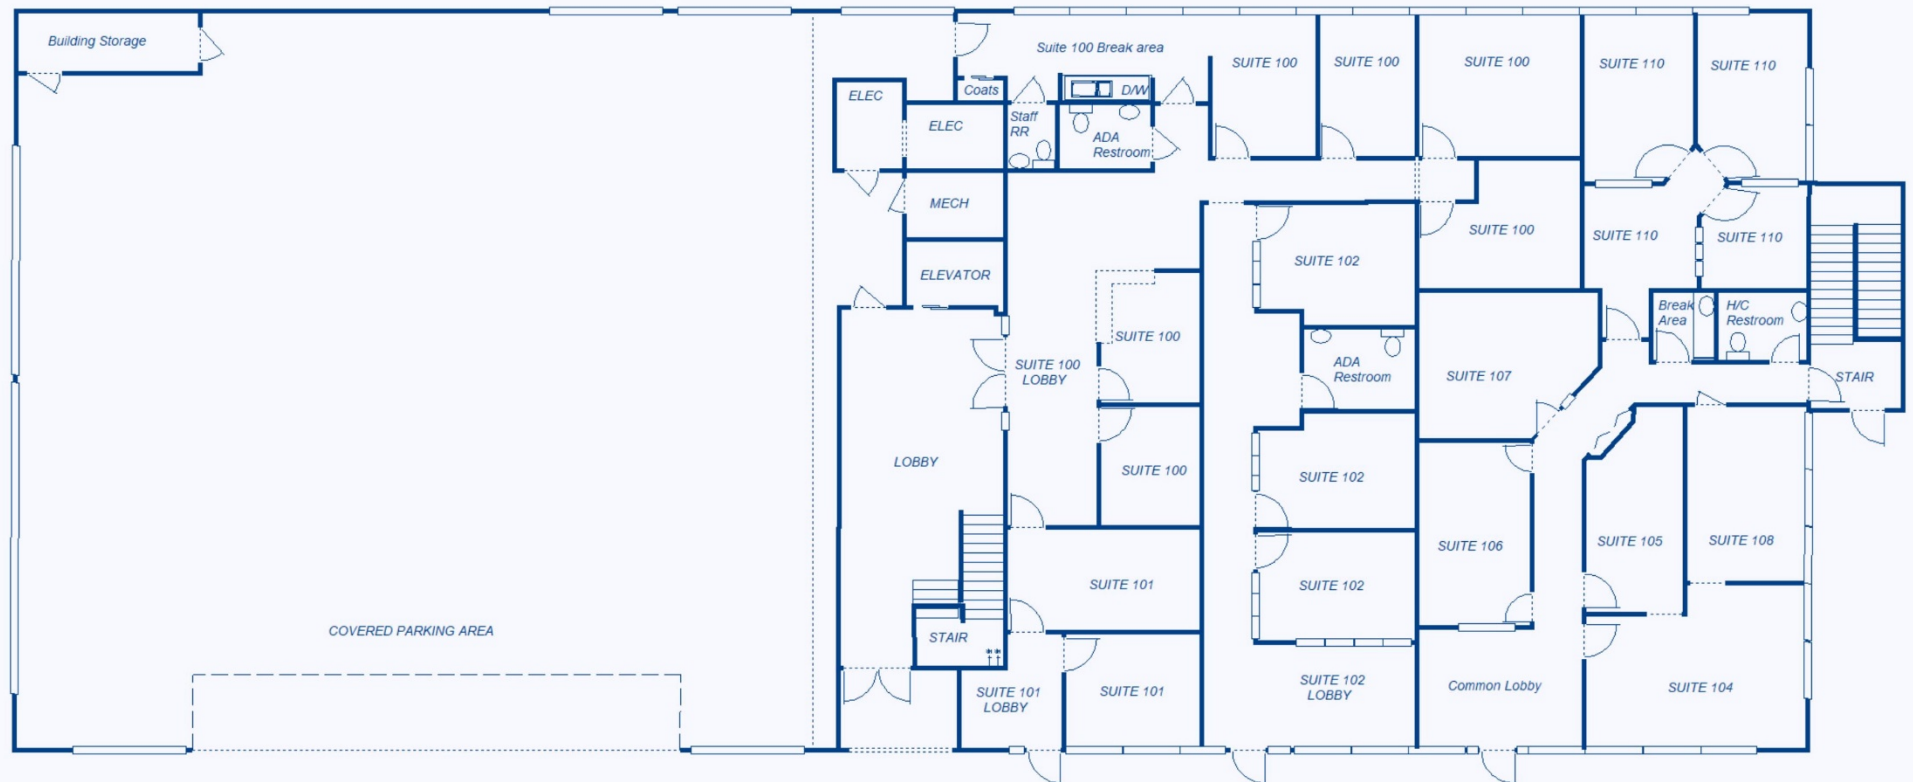 Building Storage
Suite 100 Break area
SUITE 100
SUITE 100
SUITE 100
SUITE 110
SUITE 110
ELEC
Coats
D/W
ELEC
Staff
RR
ADA
Restroom
MECH
SUITE 100
SUITE 110
SUITE 110
SUITE 102
ELEVATOR
Break
Area
H/C
Restroom
SUITE 100
SUITE 100
LOBBY
ADA
Restroom
SUITE 107
STAIR
LOBBY
SUITE 100
SUITE 102
SUITE 106
SUITE 105
SUITE 108
SUITE 101
SUITE 102
COVERED PARKING AREA
STAIR
SUITE 101
LOBBY
SUITE 101
SUITE 102
LOBBY
Common Lobby
SUITE 104